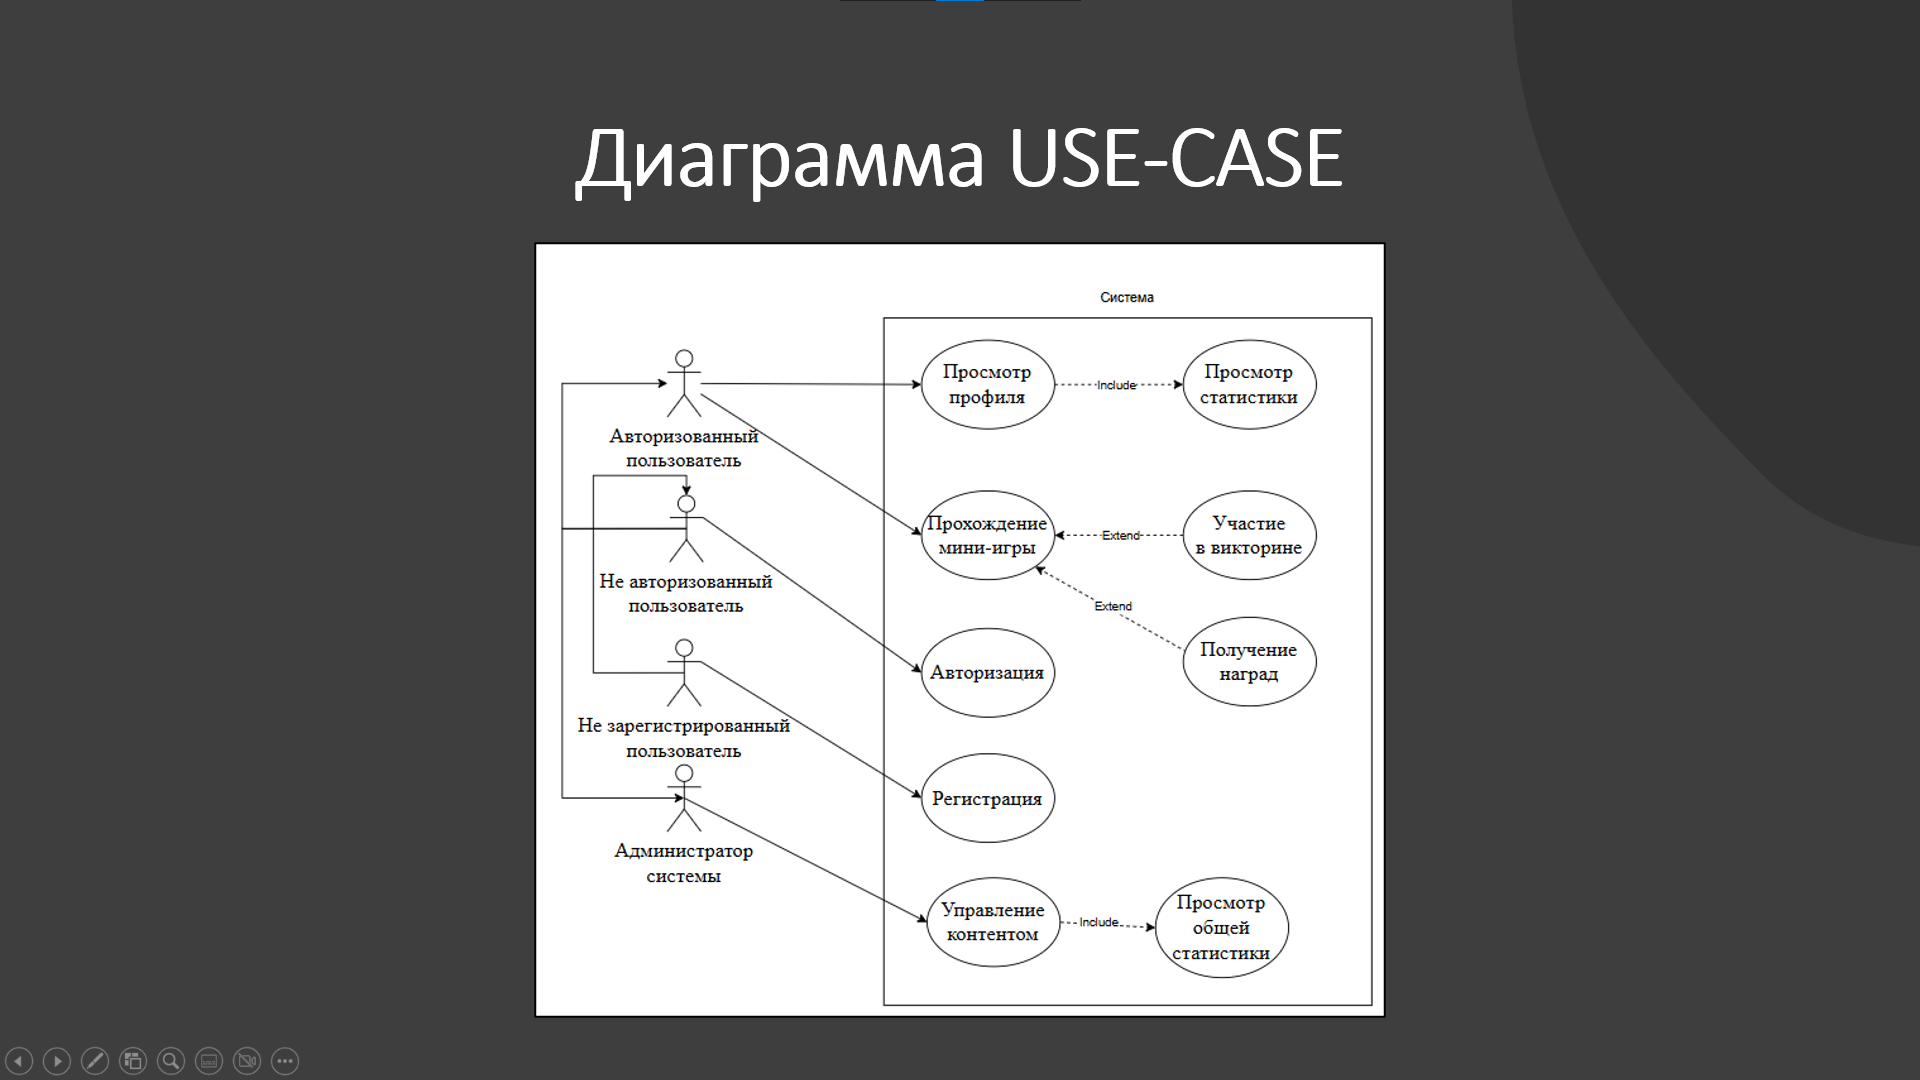 Диаграмма USE-CASE
Система
Авторизованный
пользователь
Не авторизованный
пользователь
Не зарегистрированный
пользователь
Администратор
системы
Просмотр
профиля
Include
Просмотр
статистики
Прохождение
мини-игры
Extend
Участие
в викторине
Extend
Получение
наград
Авторизация
Регистрация
Управление
контентом
Include
Просмотр
общей
статистики